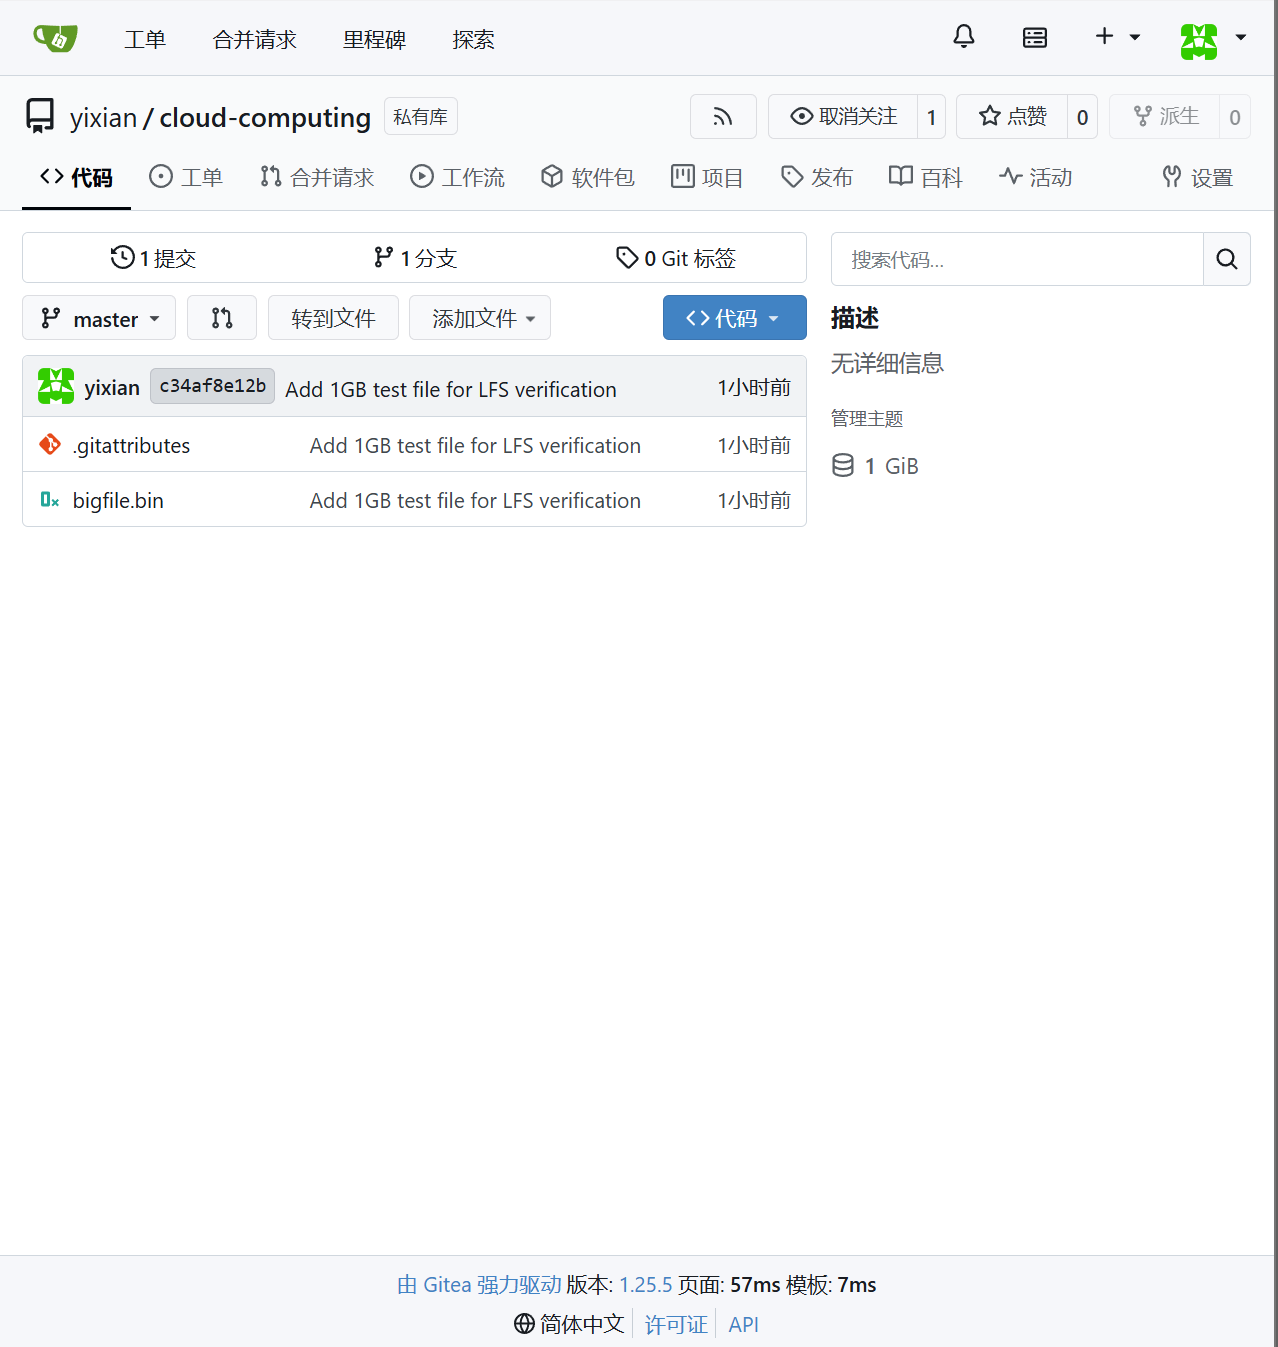 工单 合并请求 里程碑 探索
yixian / cloud-computing 私有库 取消关注 1 点赞 0 派生 0
代码 工单 合并请求 工作流 软件包 项目 发布 百科 活动 设置
1 提交 1 分支 0 Git 标签
搜索代码...
master 转到文件 添加文件 代码
描述
无详细信息
yixian c34af8e12b Add 1GB test file for LFS verification 1小时前
管理主题
.gitattributes Add 1GB test file for LFS verification 1小时前
1 GiB
bigfile.bin Add 1GB test file for LFS verification 1小时前
由 Gitea 强力驱动 版本: 1.25.5 页面: 57ms 模板: 7ms
简体中文 许可证 API